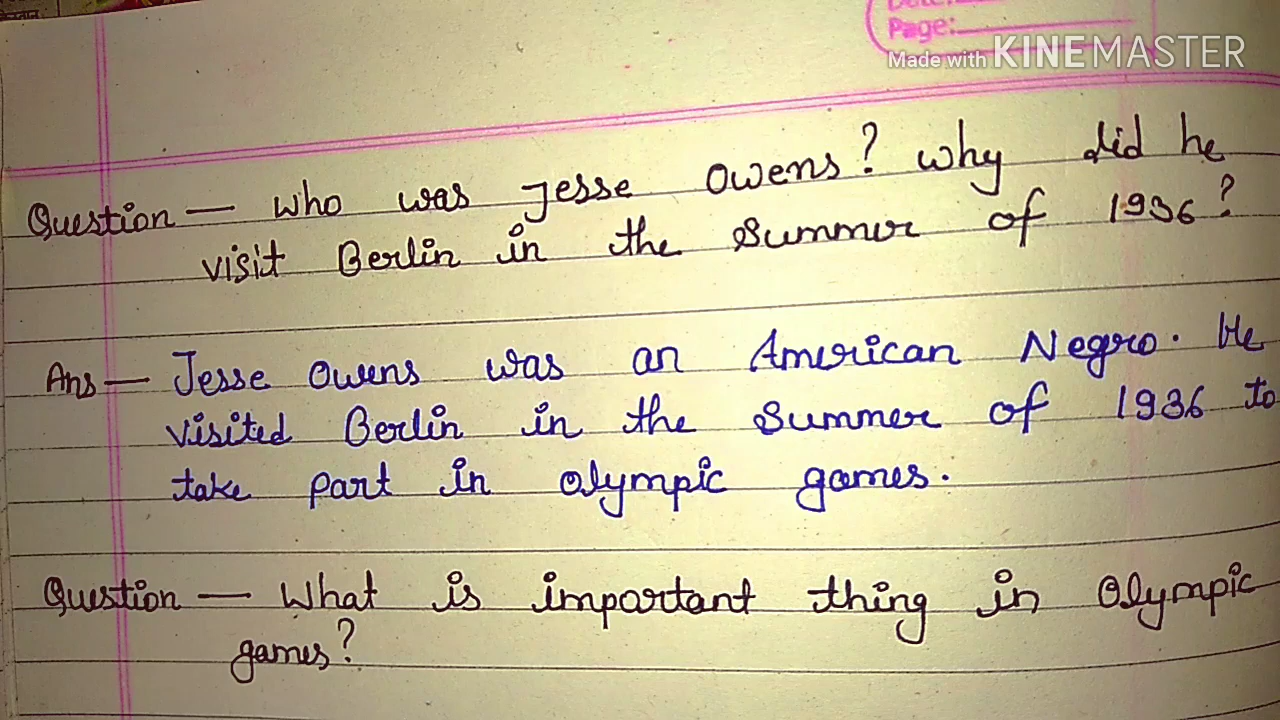 Page:
Made with KINEMASTER
Question — Who was Jesse Owens? Why did he
visit Berlin in the Summer of 1936?
Ans — Jesse Owens was an American Negro. He
visited Berlin in the Summer of 1936 to
take part in Olympic games.
Question — What is important thing in Olympic
games?